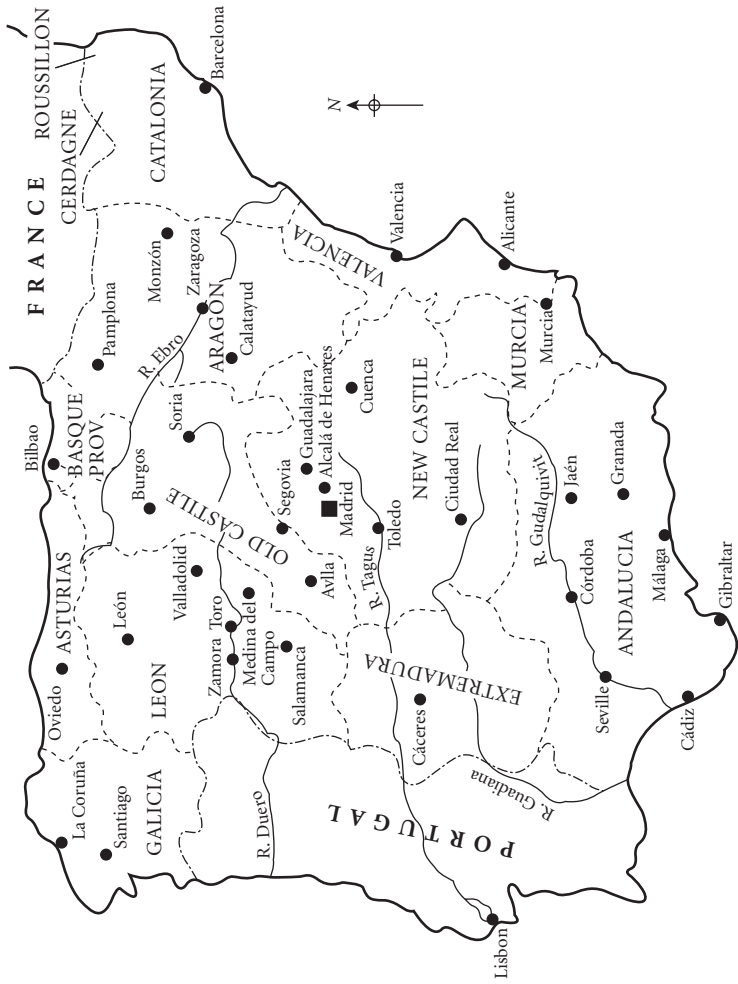 FRANCE
ROUSSILLON
CERDAGNE
CATALONIA
Barcelona
N
Bilbao
BASQUE
PROV.
Pamplona
Monzón
R. Ebro
Zaragoza
ARAGÓN
Calatayud
Soria
Burgos
OLD CASTILE
La Coruña
Santiago
GALICIA
Oviedo
ASTURIAS
León
LEON
Valladolid
Zamora
Toro
Medina del
Campo
Salamanca
R. Duero
Segovia
Avlla
Guadalajara
Alcalá de Henares
Madrid
Cuenca
VALENCIA
Valencia
Alicante
PORTUGAL
Lisbon
R. Tagus
Toledo
NEW CASTILE
Ciudad Real
EXTREMADURA
Cáceres
R. Guadiana
MURCIA
Murcia
R. Gudalquivir
Jaén
Córdoba
Granada
ANDALUCIA
Seville
Málaga
Cádiz
Gibraltar